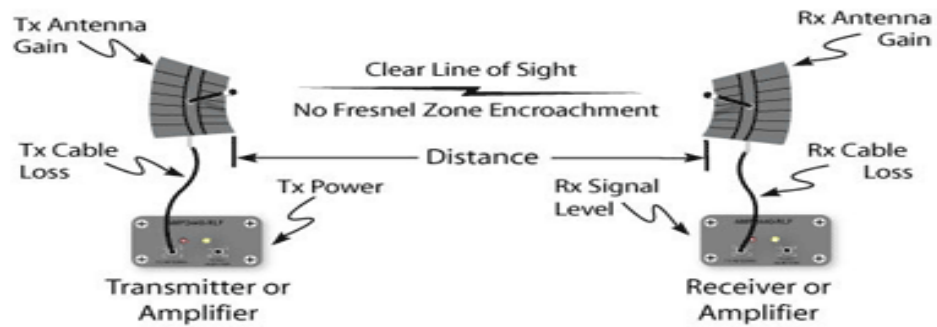 Tx Antenna
Gain
Rx Antenna
Gain
Clear Line of Sight
No Fresnel Zone Encroachment
Tx Cable
Loss
Distance
Rx Cable
Loss
Tx Power
Rx Signal
Level
Transmitter or
Amplifier
Receiver or
Amplifier